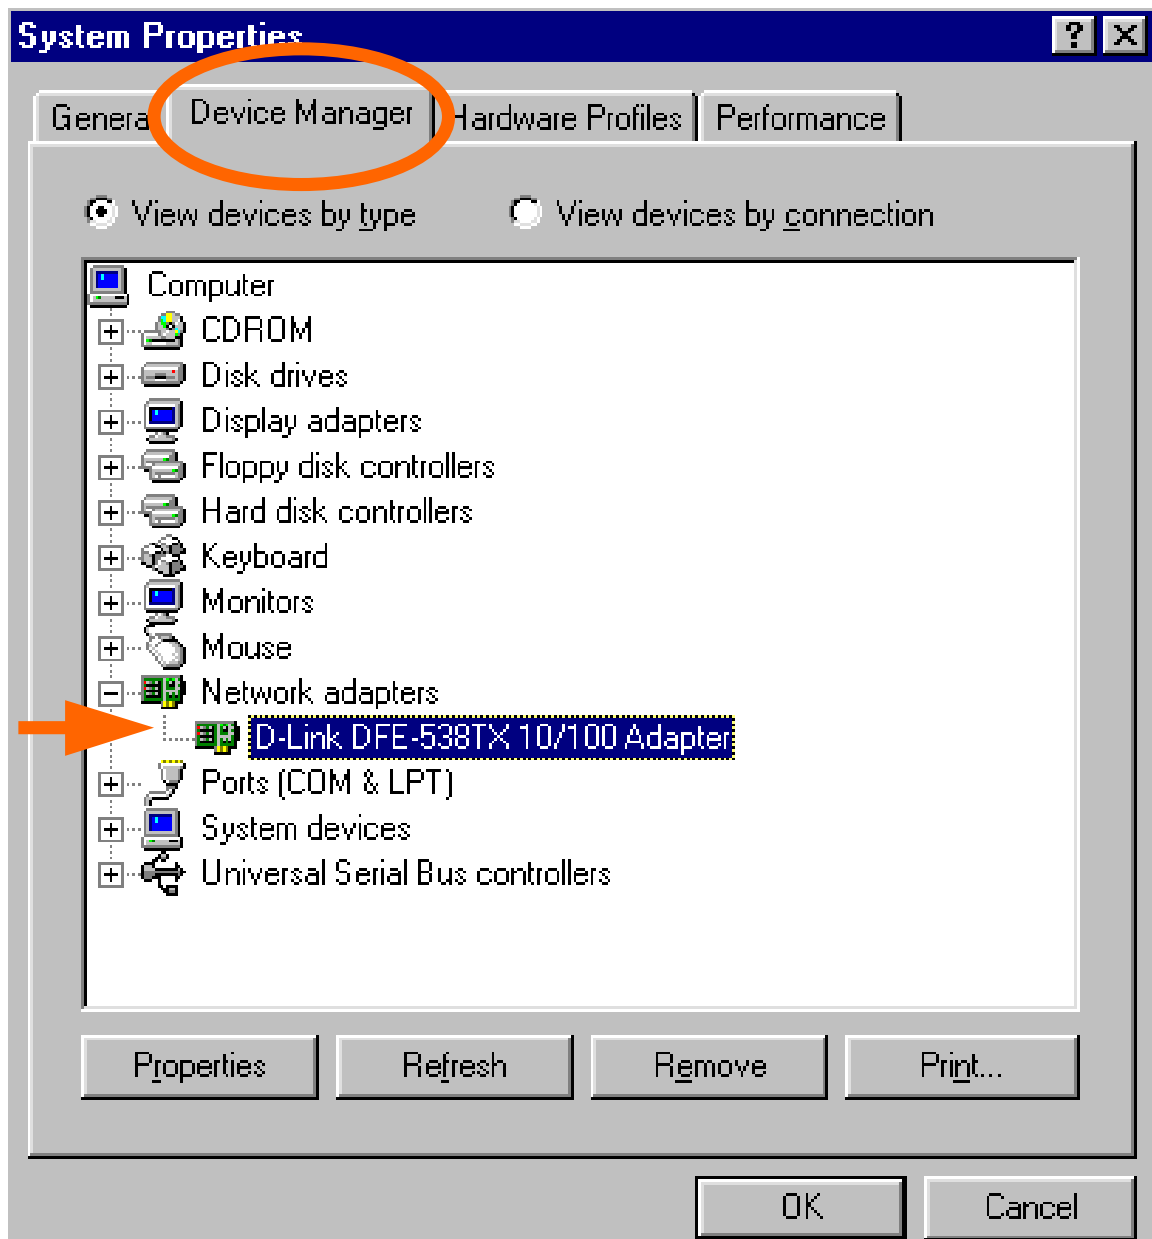 System Properties
? X
Genera Device Manager Hardware Profiles Performance
View devices by type View devices by connection
Computer
CDROM
Disk drives
Display adapters
Floppy disk controllers
Hard disk controllers
Keyboard
Monitors
Mouse
Network adapters
D-Link DFE-538TX 10/100 Adapter
Ports (COM & LPT)
System devices
Universal Serial Bus controllers
Properties Refresh Remove Print...
OK Cancel